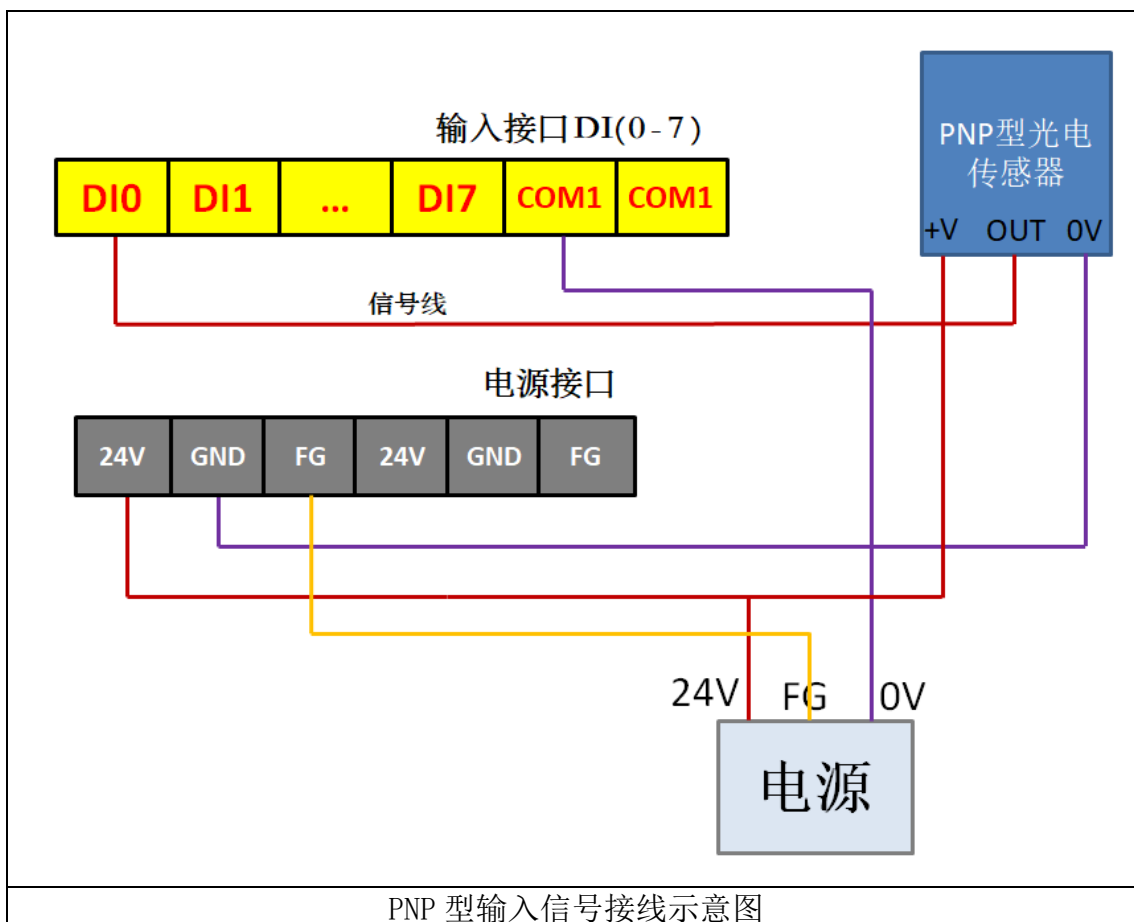 输入接口DI(0-7)
DI0 DI1 ... DI7 COM1 COM1
PNP型光电
传感器
+V OUT 0V
信号线
电源接口
24V GND FG 24V GND FG
24V FG 0V
电源
PNP 型输入信号接线示意图